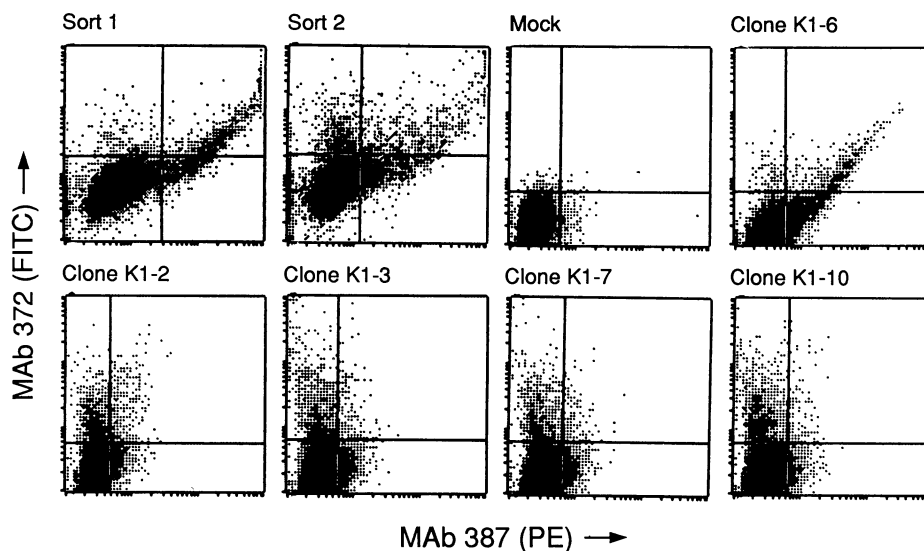 Sort 1
Sort 2
Mock
Clone K1-6
Clone K1-2
Clone K1-3
Clone K1-7
Clone K1-10
MAb 372 (FITC)
MAb 387 (PE)